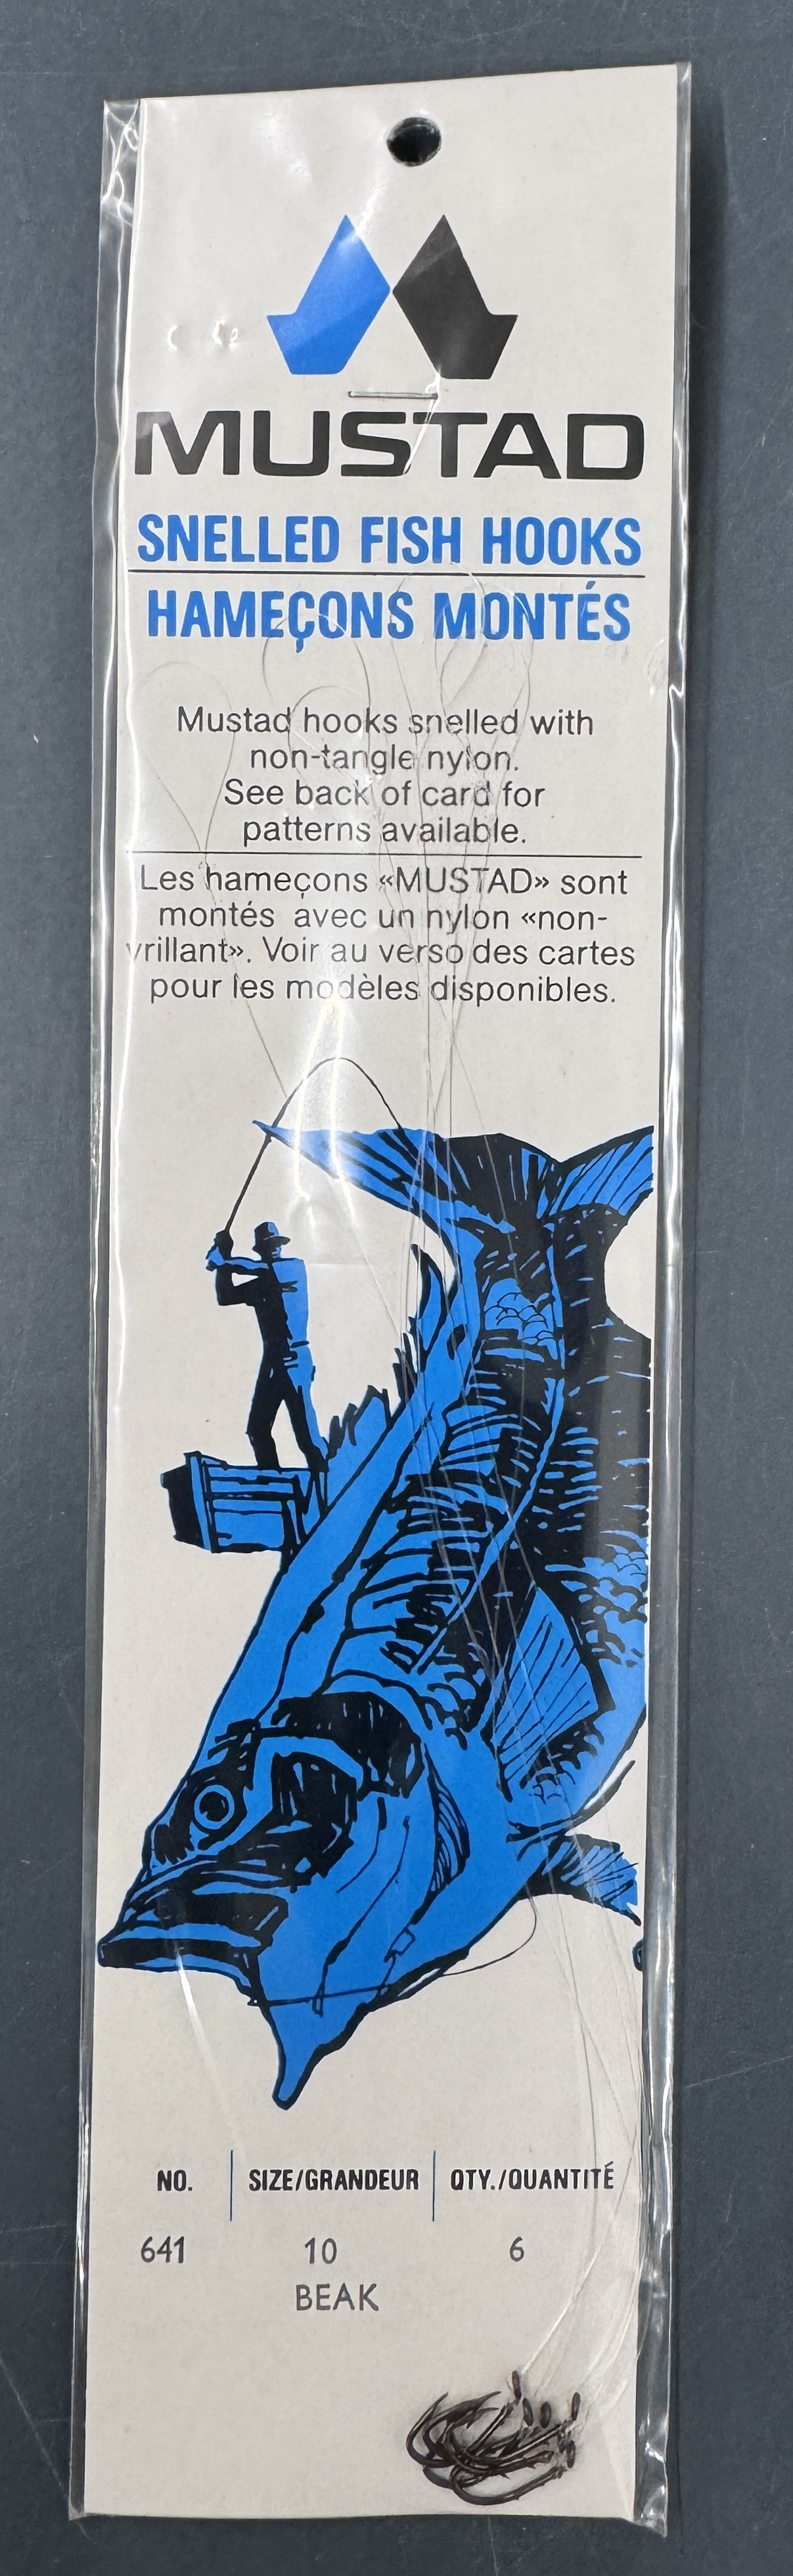 MUSTAD
SNELLED FISH HOOKS
HAMEÇONS MONTÉS
Mustad hooks snelled with
non-tangle nylon.
See back of card for
patterns available.
Les hameçons «MUSTAD» sont
montés avec un nylon «non-
vrillant». Voir au verso des cartes
pour les modèles disponibles.
NO. SIZE/GRANDEUR QTY./QUANTITÉ
641 10 6
BEAK